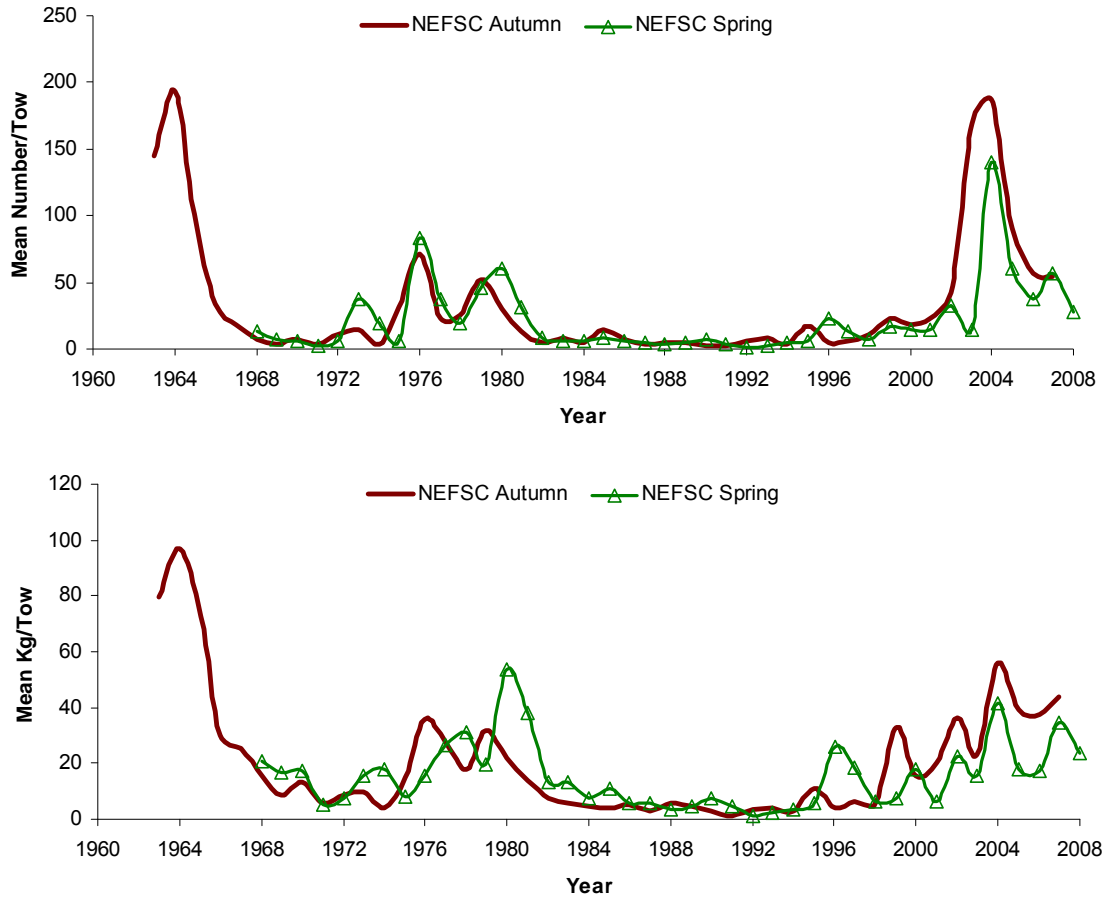 250
200
150
100
50
0
Mean Number/Tow
NEFSC Autumn NEFSC Spring
1960 1964 1968 1972 1976 1980 1984 1988 1992 1996 2000 2004 2008
Year
120
100
80
60
40
20
0
Mean Kg/Tow
NEFSC Autumn NEFSC Spring
1960 1964 1968 1972 1976 1980 1984 1988 1992 1996 2000 2004 2008
Year